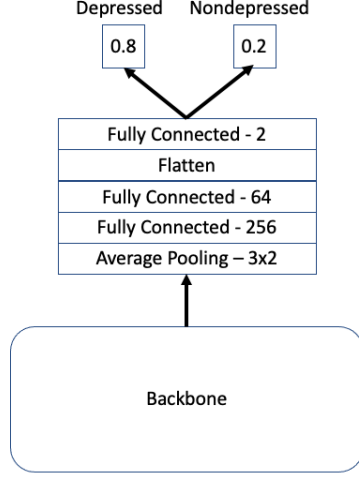 Depressed Nondepressed
0.8 0.2
Fully Connected - 2
Flatten
Fully Connected - 64
Fully Connected - 256
Average Pooling – 3x2
Backbone